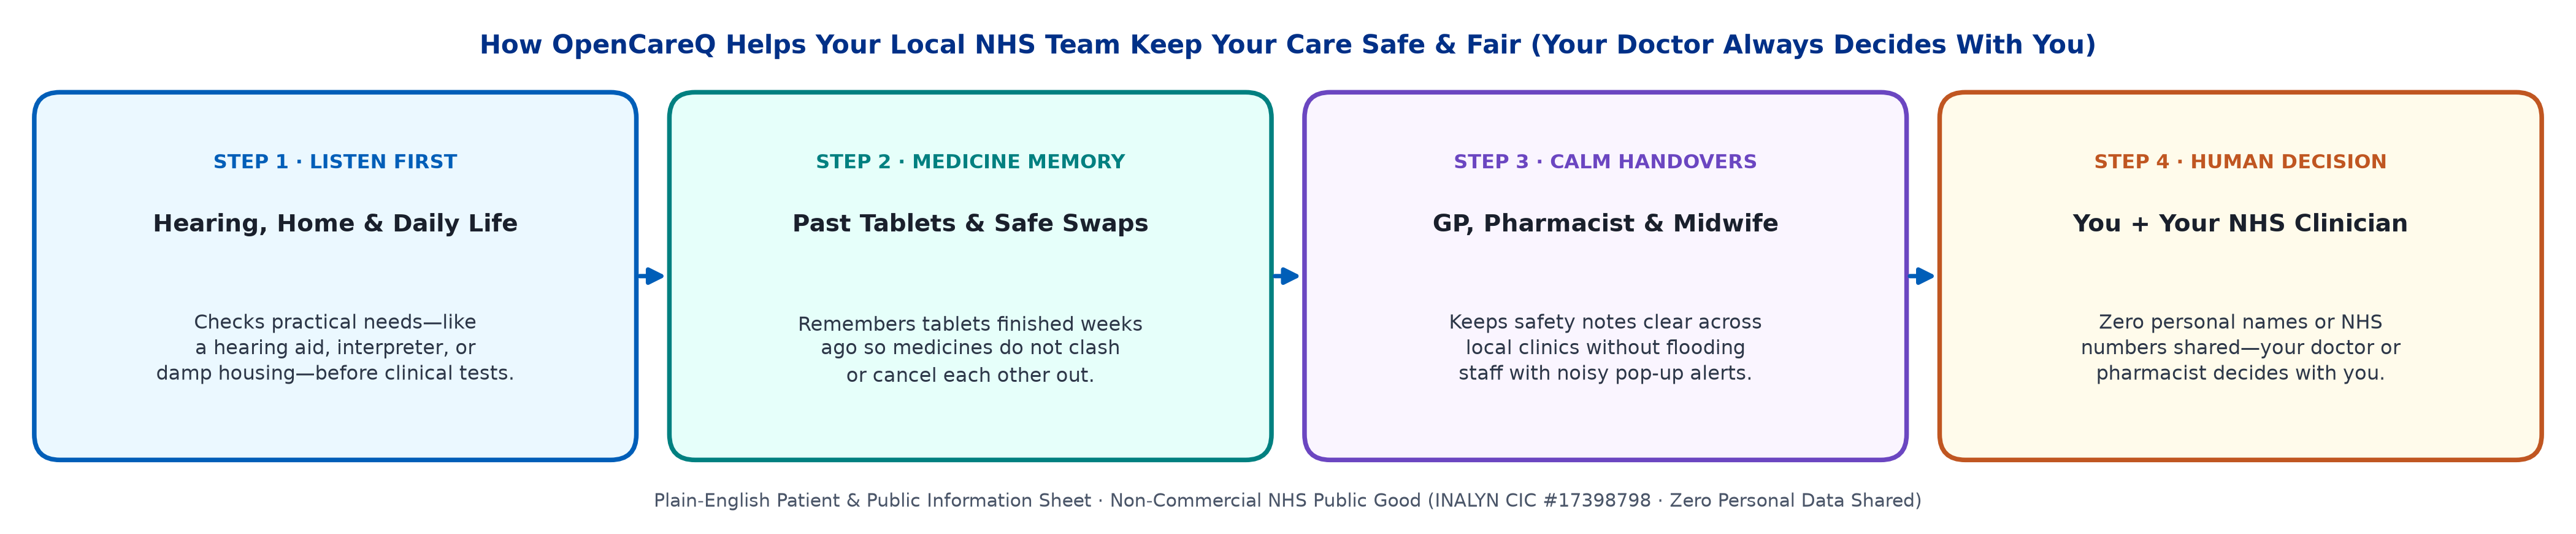 How OpenCareQ Helps Your Local NHS Team Keep Your Care Safe & Fair (Your Doctor Always Decides With You)
STEP 1 · LISTEN FIRST
Hearing, Home & Daily Life
Checks practical needs—like
a hearing aid, interpreter, or
damp housing—before clinical tests.
STEP 2 · MEDICINE MEMORY
Past Tablets & Safe Swaps
Remembers tablets finished weeks
ago so medicines do not clash
or cancel each other out.
STEP 3 · CALM HANDOVERS
GP, Pharmacist & Midwife
Keeps safety notes clear across
local clinics without flooding
staff with noisy pop-up alerts.
STEP 4 · HUMAN DECISION
You + Your NHS Clinician
Zero personal names or NHS
numbers shared—your doctor or
pharmacist decides with you.
Plain-English Patient & Public Information Sheet · Non-Commercial NHS Public Good (INALYN CIC #17398798 · Zero Personal Data Shared)